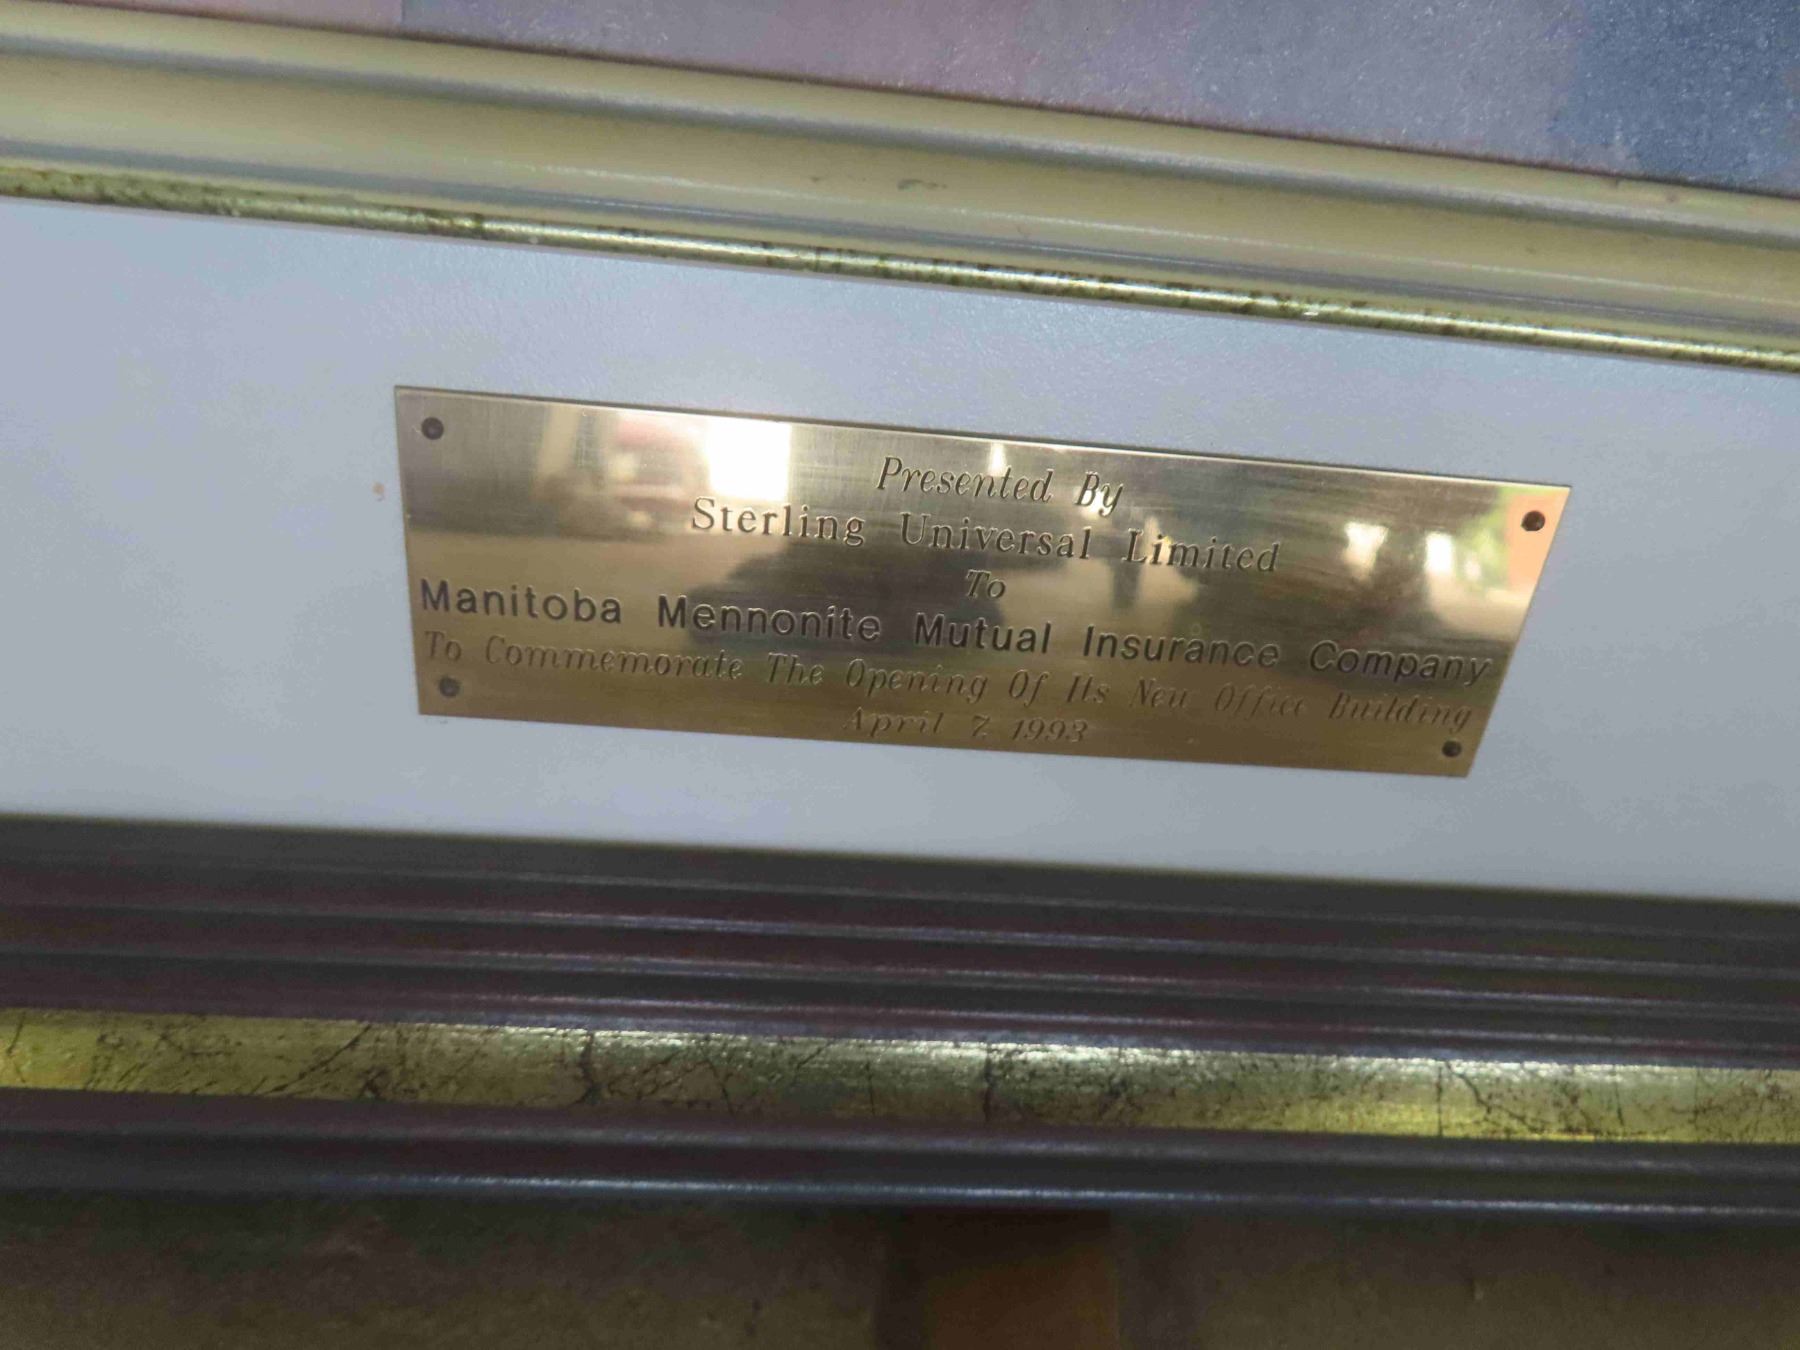 Presented By
Sterling Universal Limited
To
Manitoba Mennonite Mutual Insurance Company
To Commemorate The Opening Of Its New Office Building
April 7, 1993